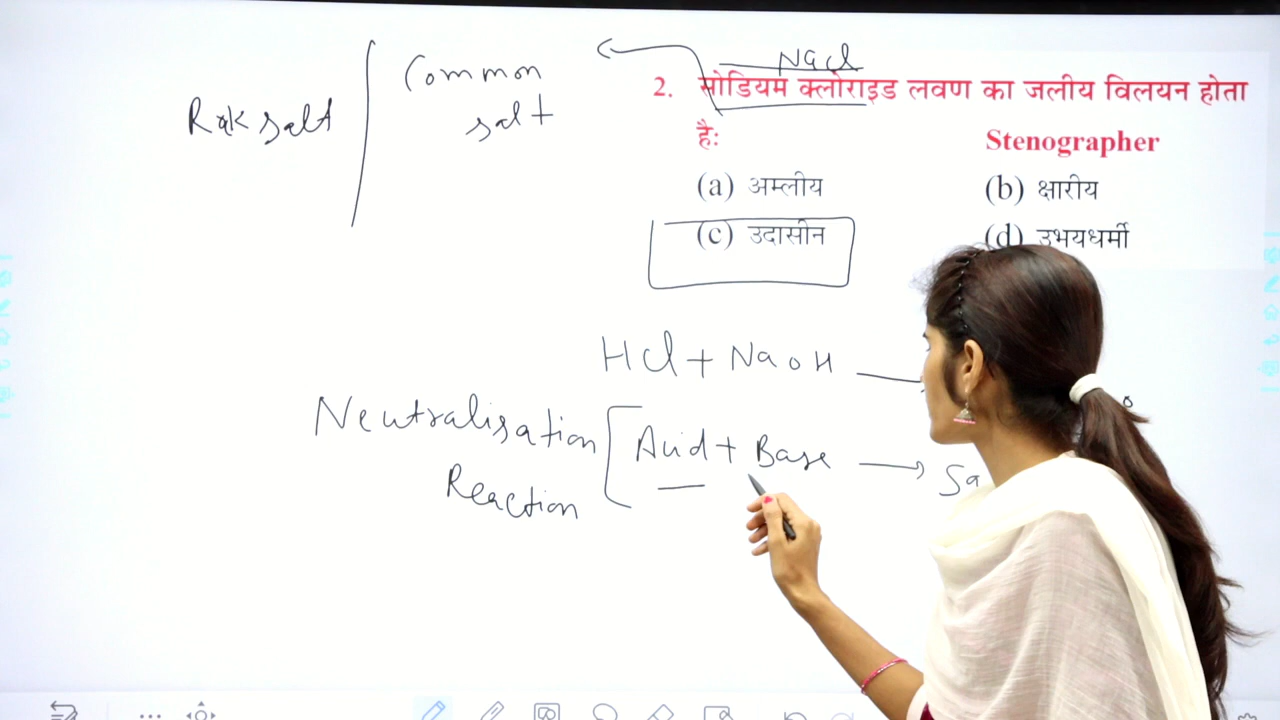 NaCl
2. सोडियम क्लोराइड लवण का जलीय विलयन होता
है:
Stenographer
(a) अम्लीय
(b) क्षारीय
(c) उदासीन
(d) उभयधर्मी
Common
salt
salt
HCl + NaOH
Neutralisation
Reaction
Acid + Base → Sa